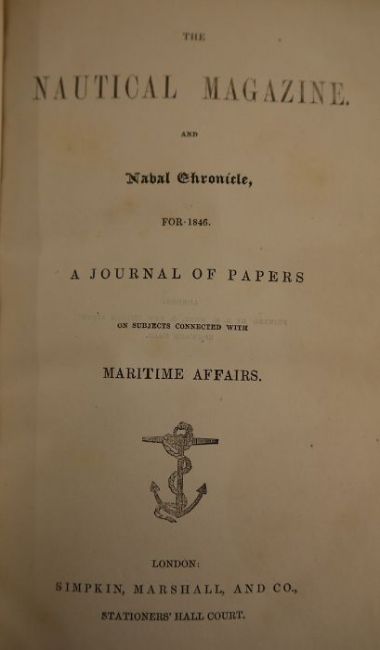 THE
NAUTICAL MAGAZINE.
AND
Naval Chronicle,
FOR 1846.
A JOURNAL OF PAPERS
ON SUBJECTS CONNECTED WITH
MARITIME AFFAIRS.
LONDON:
SIMPKIN, MARSHALL, AND CO.,
STATIONERS' HALL COURT.